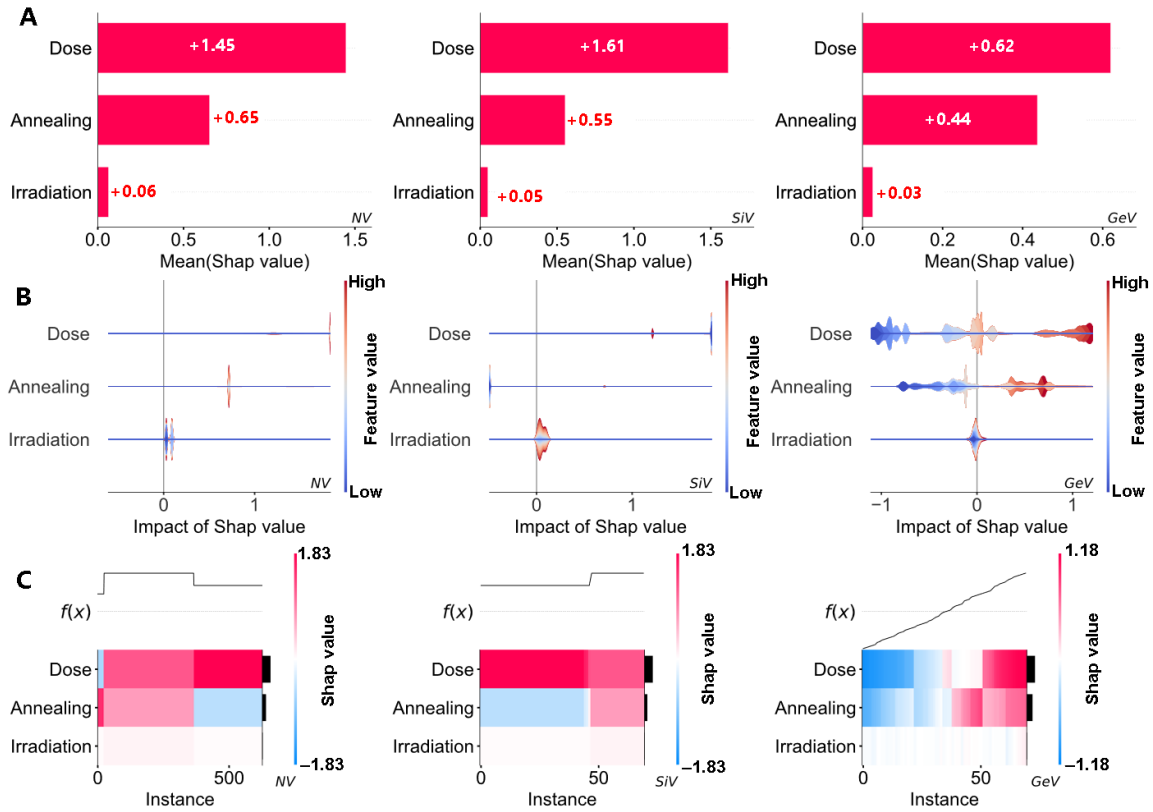 A
Dose
+1.45
Annealing
+0.65
Irradiation
+0.06
NV
0.0 0.5 1.0 1.5
Mean(Shap value)
Dose
+1.61
Annealing
+0.55
Irradiation
+0.05
SiV
0.0 0.5 1.0 1.5
Mean(Shap value)
Dose
+0.62
Annealing
+0.44
Irradiation
+0.03
GeV
0.0 0.2 0.4 0.6
Mean(Shap value)
B
High
Dose
Annealing
Irradiation
Feature value
Low
NV
0 1
Impact of Shap value
High
Dose
Annealing
Irradiation
Feature value
Low
SiV
0 1
Impact of Shap value
High
Dose
Annealing
Irradiation
Feature value
Low
GeV
−1 0 1
Impact of Shap value
C
1.83
f(x)
Dose
Annealing
Irradiation
Shap value
−1.83
0 500
NV
Instance
1.83
f(x)
Dose
Annealing
Irradiation
Shap value
−1.83
0 50
SiV
Instance
1.18
f(x)
Dose
Annealing
Irradiation
Shap value
−1.18
0 50
GeV
Instance